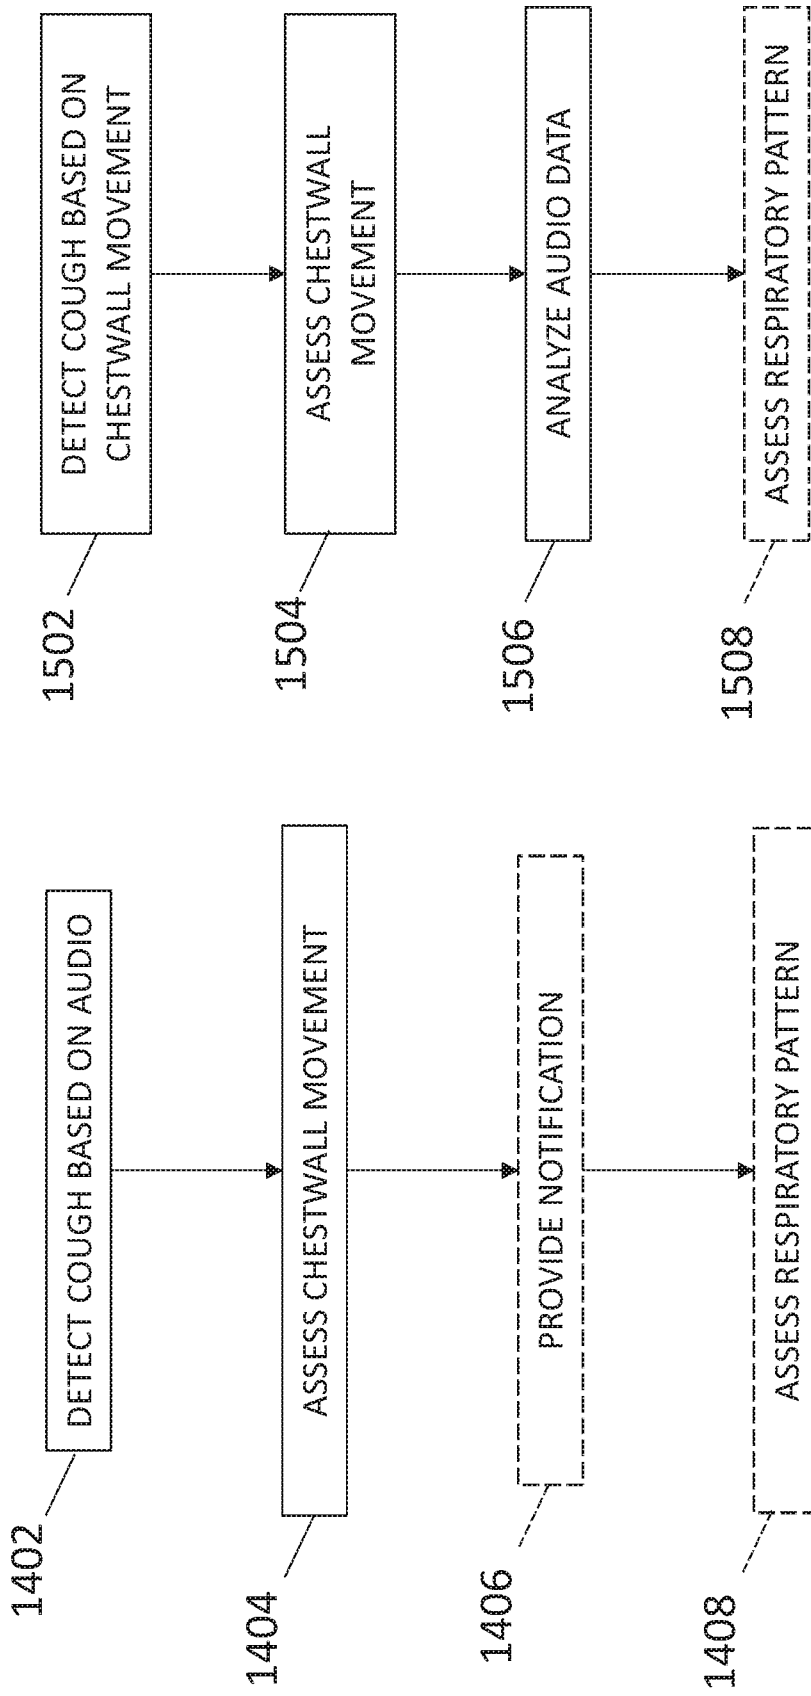 1402
DETECT COUGH BASED ON AUDIO
1404
ASSESS CHESTWALL MOVEMENT
1406
PROVIDE NOTIFICATION
1408
ASSESS RESPIRATORY PATTERN
1502
DETECT COUGH BASED ON
CHESTWALL MOVEMENT
1504
ASSESS CHESTWALL
MOVEMENT
1506
ANALYZE AUDIO DATA
1508
ASSESS RESPIRATORY PATTERN